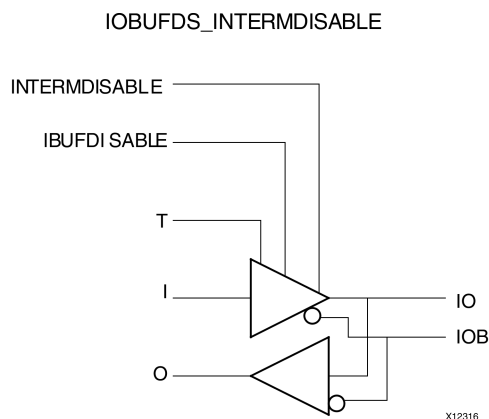 IOBUFDS_INTERMDISABLE
INTERMDISABLE
IBUFDISABLE
T
I
O
IO
IOB
X12316